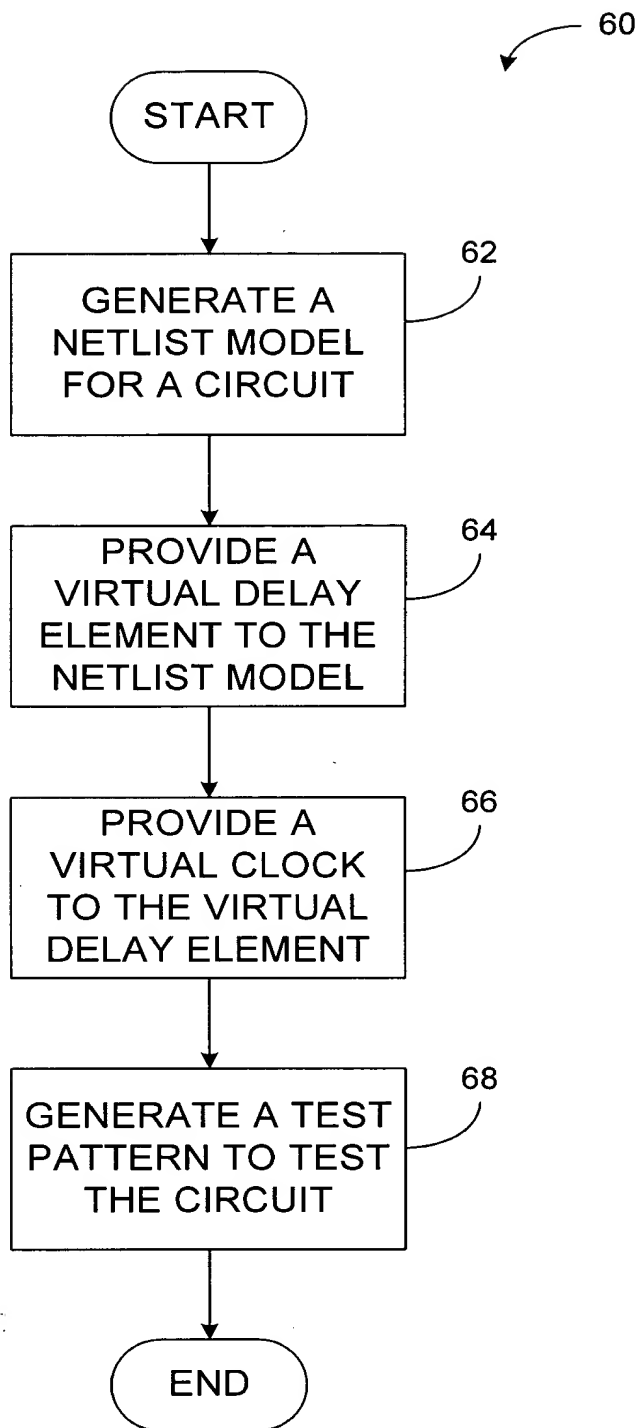 60
START
62
GENERATE A
NETLIST MODEL
FOR A CIRCUIT
64
PROVIDE A
VIRTUAL DELAY
ELEMENT TO THE
NETLIST MODEL
66
PROVIDE A
VIRTUAL CLOCK
TO THE VIRTUAL
DELAY ELEMENT
68
GENERATE A TEST
PATTERN TO TEST
THE CIRCUIT
END